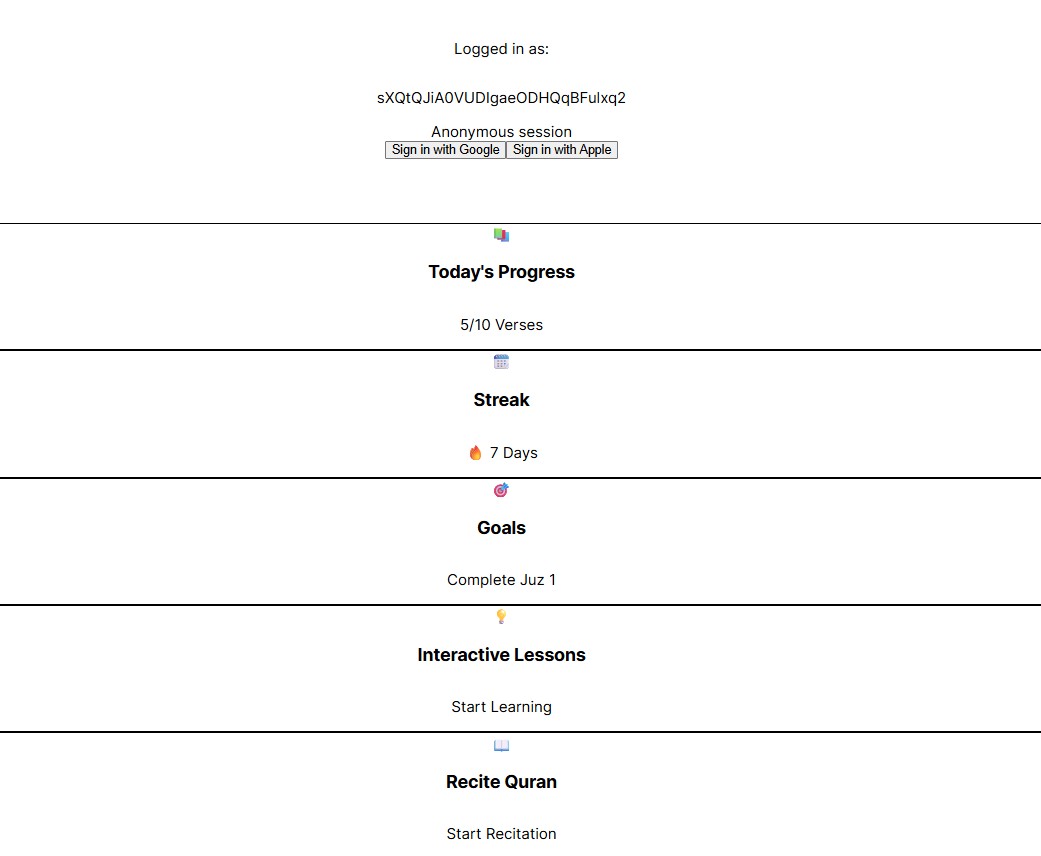 Logged in as:
sXQtQJiA0VUDIgaeODHQqBFulxq2
Anonymous session
Sign in with Google Sign in with Apple
Today's Progress
5/10 Verses
Streak
🔥 7 Days
Goals
Complete Juz 1
Interactive Lessons
Start Learning
Recite Quran
Start Recitation